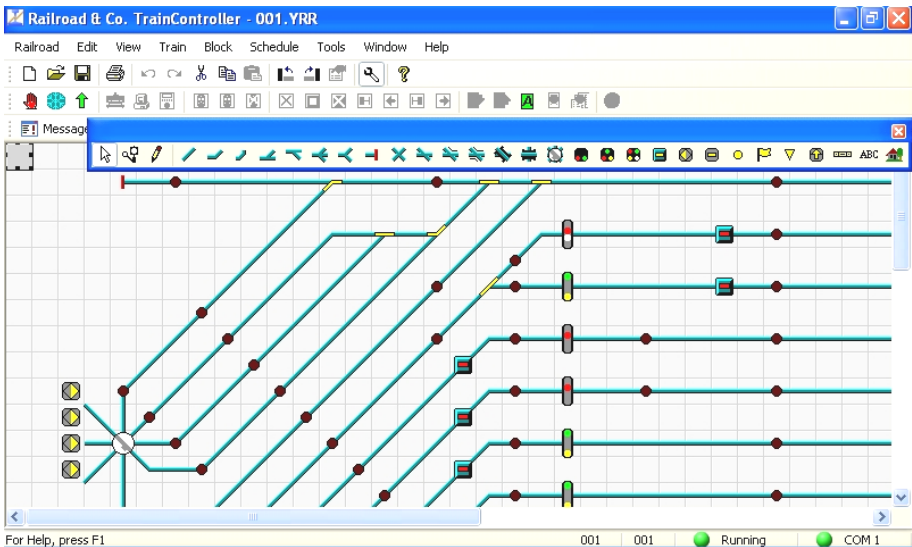 Railroad & Co. TrainController - 001.YRR
Railroad Edit View Train Block Schedule Tools Window Help
A
Message
ABC
For Help, press F1 001 001 Running COM 1